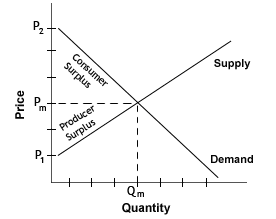 P2
Consumer
Surplus
Supply
Price
Pm
Producer
Surplus
P1
Demand
Qm
Quantity